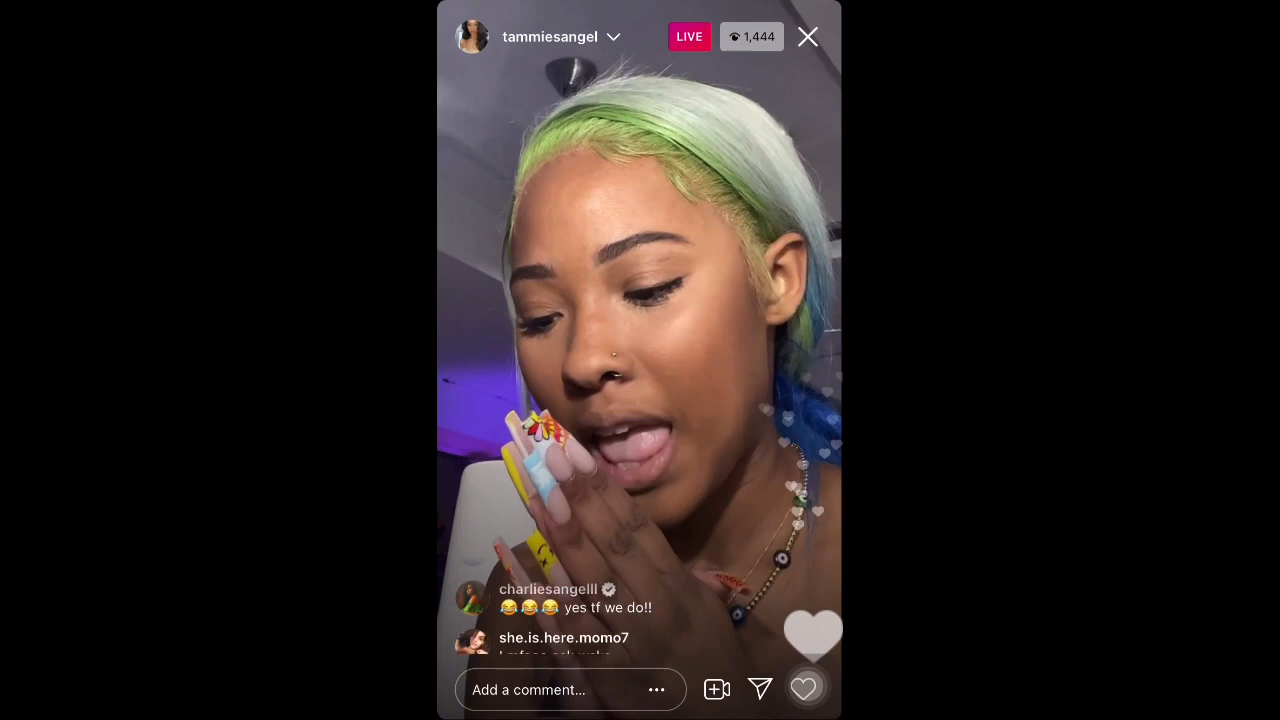 tammiesangel
LIVE
1,444
charliesangelll
😂😂😂 yes tf we do!!
she.is.here.momo7
Add a comment...